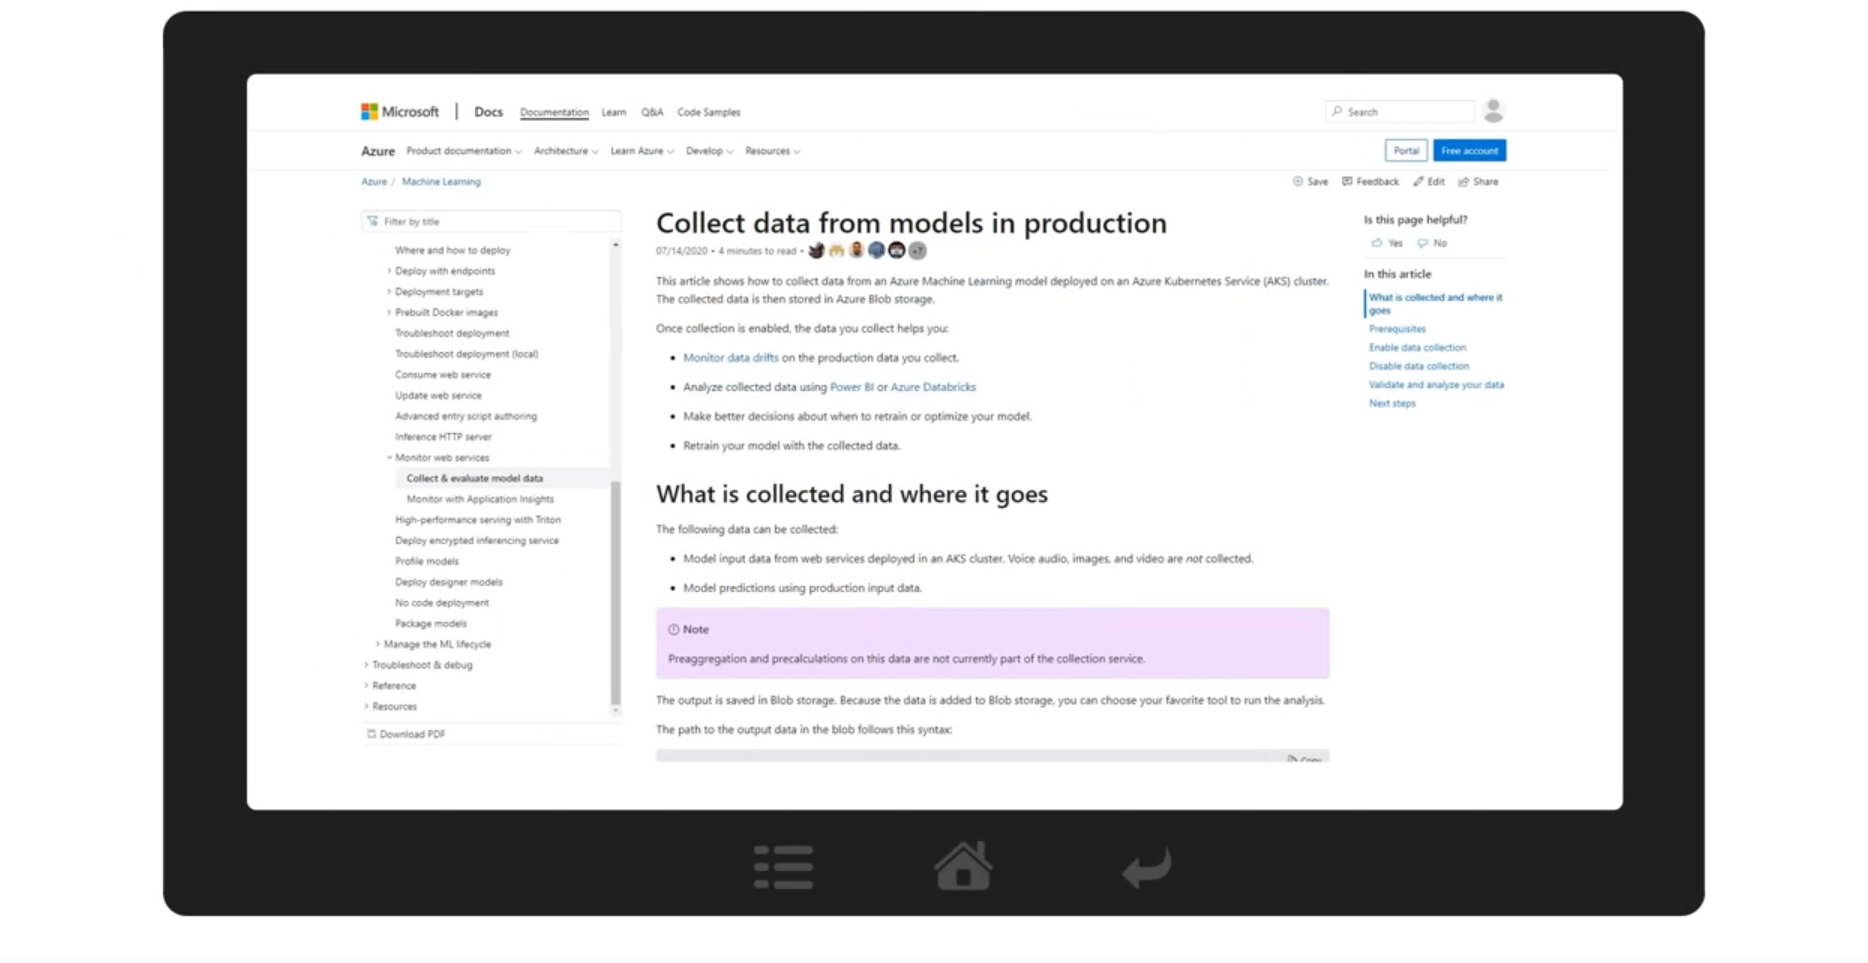 Microsoft | Docs Documentation Learn Q&A Code Samples Search
Azure Product documentation Architecture Learn Azure Develop Resources Portal Free account
Azure / Machine Learning Save Feedback Edit Share
Filter by title
Where and how to deploy
Deploy with endpoints
Deployment targets
Prebuilt Docker images
Troubleshoot deployment
Troubleshoot deployment (local)
Consume web service
Update web service
Advanced entry script authoring
Inference HTTP server
Monitor web services
Collect & evaluate model data
Monitor with Application Insights
High-performance serving with Triton
Deploy encrypted inferencing service
Profile models
Deploy designer models
No code deployment
Package models
Manage the ML lifecycle
Troubleshoot & debug
Reference
Resources
Download PDF
Collect data from models in production
07/14/2020 • 4 minutes to read • +7
This article shows how to collect data from an Azure Machine Learning model deployed on an Azure Kubernetes Service (AKS) cluster.
The collected data is then stored in Azure Blob storage.
Once collection is enabled, the data you collect helps you:
• Monitor data drifts on the production data you collect.
• Analyze collected data using Power BI or Azure Databricks
• Make better decisions about when to retrain or optimize your model.
• Retrain your model with the collected data.
What is collected and where it goes
The following data can be collected:
• Model input data from web services deployed in an AKS cluster. Voice audio, images, and video are not collected.
• Model predictions using production input data.
Note
Preaggregation and precalculations on this data are not currently part of the collection service.
The output is saved in Blob storage. Because the data is added to Blob storage, you can choose your favorite tool to run the analysis.
The path to the output data in the blob follows this syntax:
Copy
Is this page helpful?
Yes No
In this article
What is collected and where it
goes
Prerequisites
Enable data collection
Disable data collection
Validate and analyze your data
Next steps